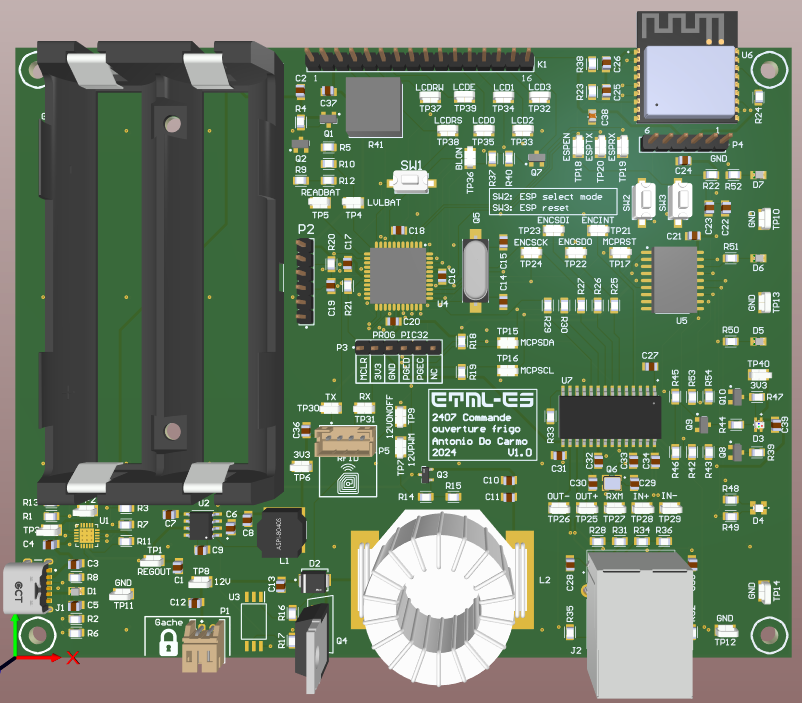 K1
1
16
U6
C2
C37
R4
Q1
Q2
R5
R10
R9
R12
READBAT
TP5
TP4
LVLBAT
R41
LCDRW
LCDE
LCD1
LCD3
TP37
TP39
TP34
TP32
LCDRS
LCD0
LCD2
TP38
TP35
TP33
BLON
TP36
R37
R40
Q7
R38
C26
R23
C25
C38
ESPEN
ESPTX
ESPRX
TP18
TP20
TP19
R24
6
1
P4
GND
C24
R22
R52
D7
SW1
SW2: ESP select mode
SW3: ESP reset
SW2
SW3
C23
C22
C21
GND
TP10
ENCSDI
ENCINT
TP23
TP21
ENCSCK
ENCSDO
MCPRST
TP24
TP22
TP17
R51
D6
P2
R20
C17
C18
Q5
C15
C16
C14
C19
R21
C20
R27
R26
R25
R29
R30
U5
GND
TP13
P3
PROG PIC32
MCLR
3V3
GND
PGED
PGEC
NC
R18
R19
TP15
MCPSDA
TP16
MCPSCL
R50
D5
C27
TP40
3V3
U7
R45
R53
R54
Q10
R47
TX
RX
TP30
TP31
12VONOFF
TP9
ETML-ES
2407 Commande
ouverture frigo
Antonio Do Carmo
2024 V1.0
R33
Q9
R44
D3
C39
C36
P5
RFID
3V3
TP6
TP7
12VPWM
Q3
R14
R15
C10
C11
C31
C32
C33
C34
R46
R42
R43
Q8
R39
Q6
C30
C29
OUT-
OUT+
RXM
IN+
IN-
TP26
TP25
TP27
TP28
TP29
R28
R31
R34
R36
R48
R49
D4
R13
R1
C4
U1
R3
R7
R11
C7
U2
C6
C8
C9
AIP-8040S
L1
TP1
REGOUT
C1
TP8
12V
C3
R8
D1
C5
R2
R6
J1
GCT
GND
TP11
C12
Gache
P1
U3
C13
D2
R16
R17
Q4
L2
C28
R35
J2
GND
TP12
GND
TP14
X